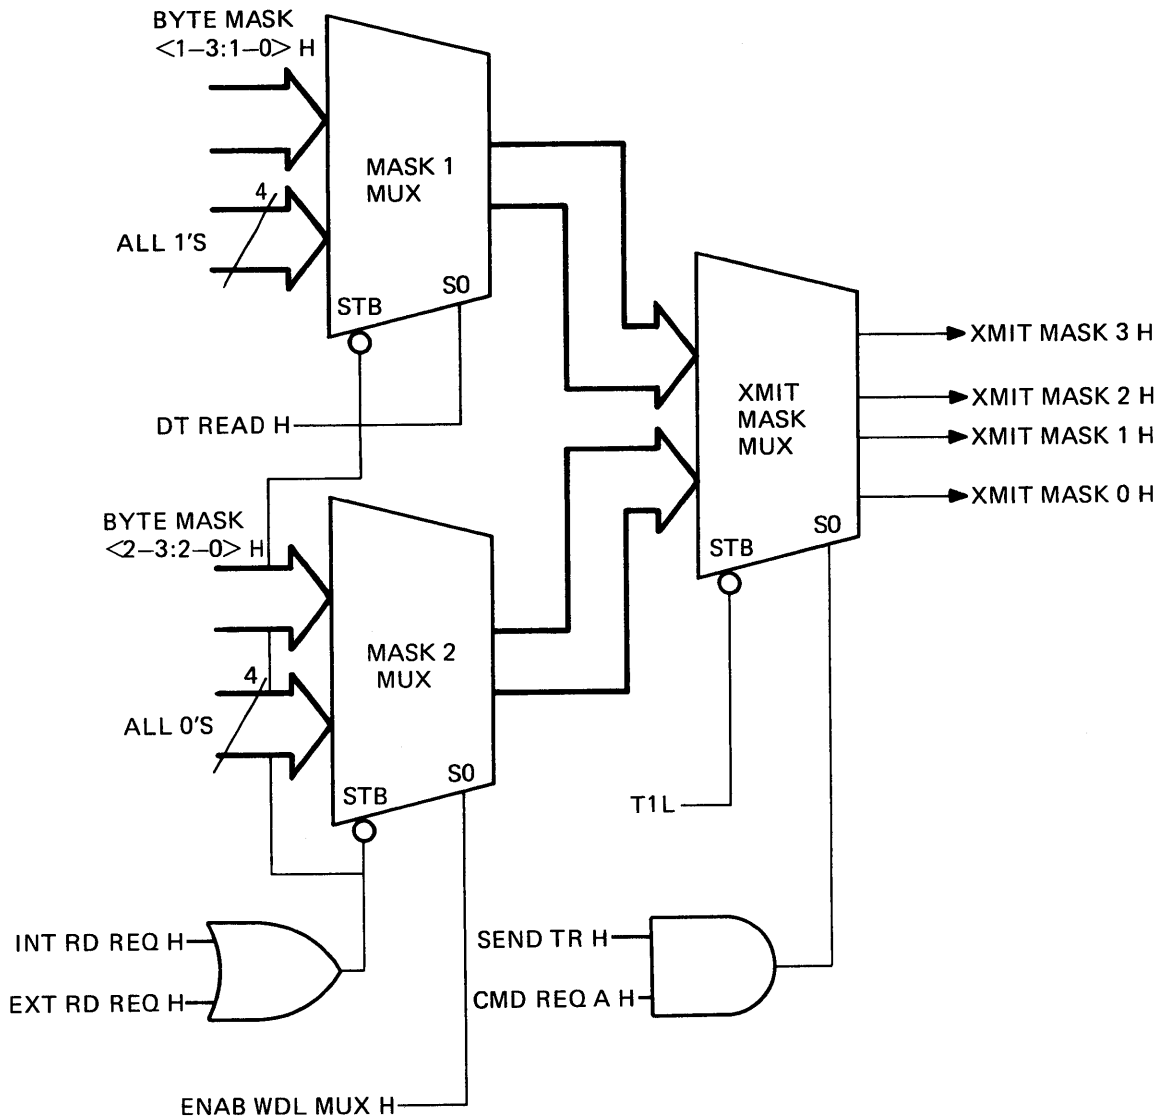 BYTE MASK
<1–3:1–0> H
4
ALL 1'S
MASK 1
MUX
STB
S0
DT READ H
BYTE MASK
<2–3:2–0> H
4
ALL 0'S
MASK 2
MUX
STB
S0
XMIT
MASK
MUX
STB
S0
XMIT MASK 3 H
XMIT MASK 2 H
XMIT MASK 1 H
XMIT MASK 0 H
T1L
INT RD REQ H
EXT RD REQ H
SEND TR H
CMD REQ A H
ENAB WDL MUX H